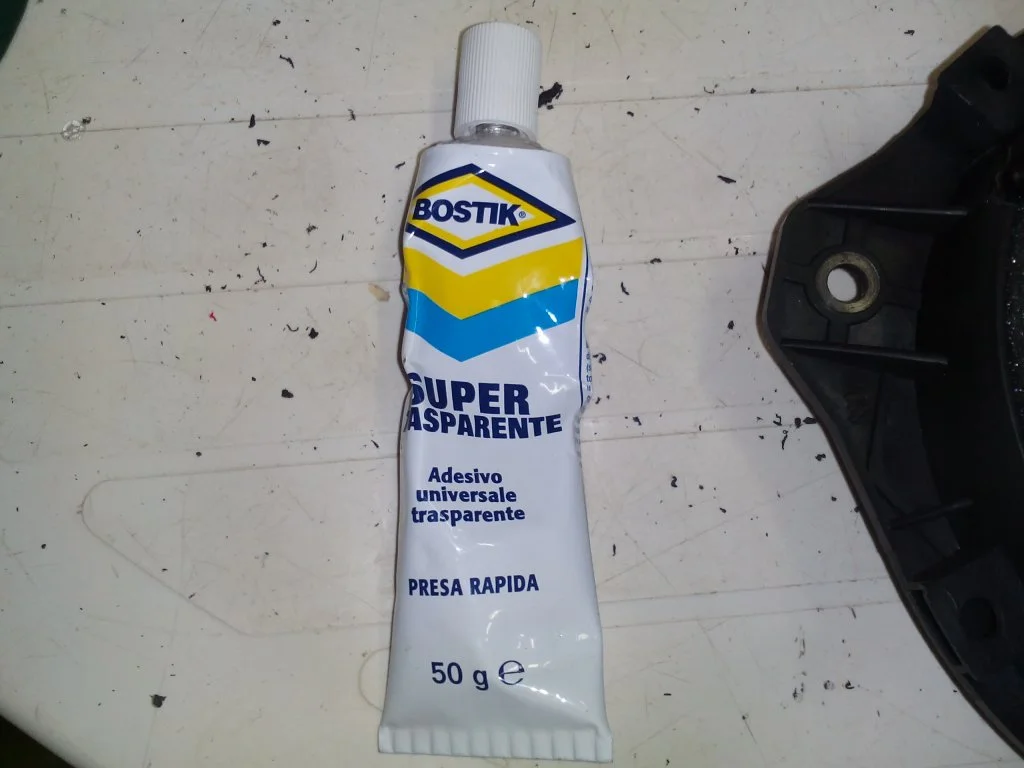 BOSTIK®
SUPER
ASPARENTE
Adesivo
universale
trasparente
PRESA RAPIDA
50 g ℮